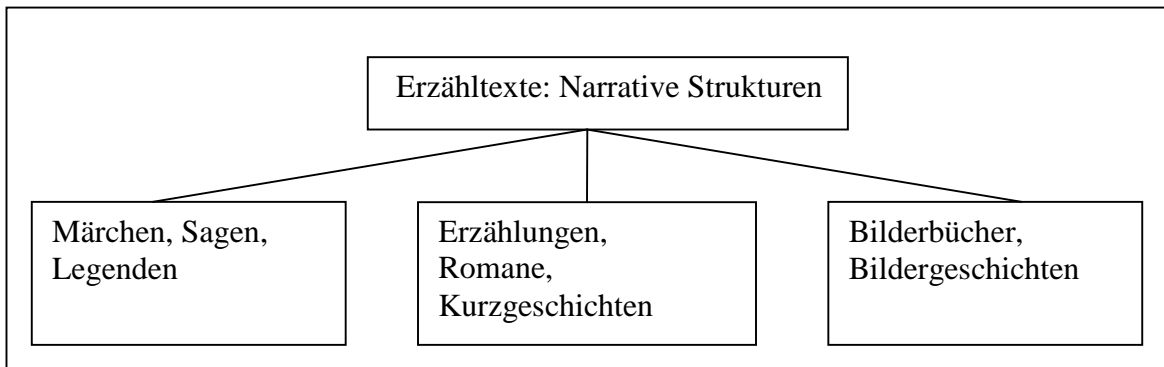 Erzähltexte: Narrative Strukturen
Märchen, Sagen,
Legenden
Erzählungen,
Romane,
Kurzgeschichten
Bilderbücher,
Bildergeschichten